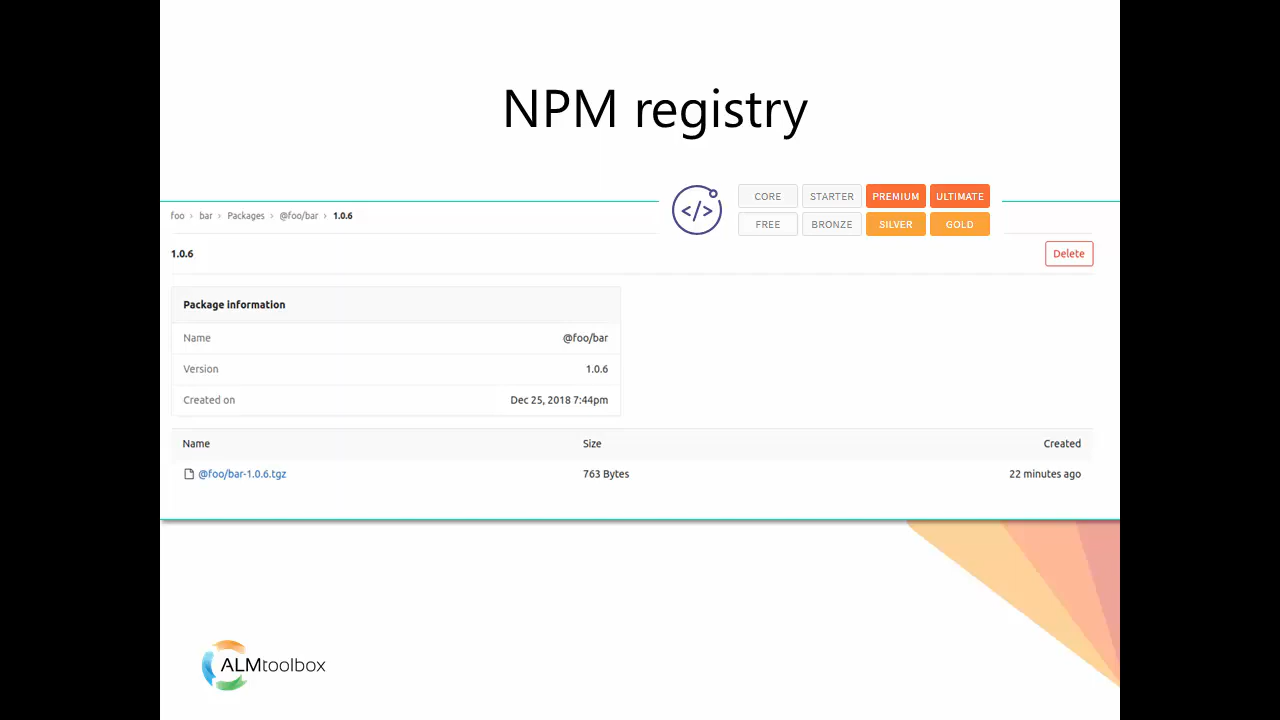 NPM registry
</>
CORE STARTER PREMIUM ULTIMATE
FREE BRONZE SILVER GOLD
foo › bar › Packages › @foo/bar › 1.0.6
1.0.6 Delete
Package information
Name @foo/bar
Version 1.0.6
Created on Dec 25, 2018 7:44pm
Name Size Created
@foo/bar-1.0.6.tgz 763 Bytes 22 minutes ago
ALMtoolbox